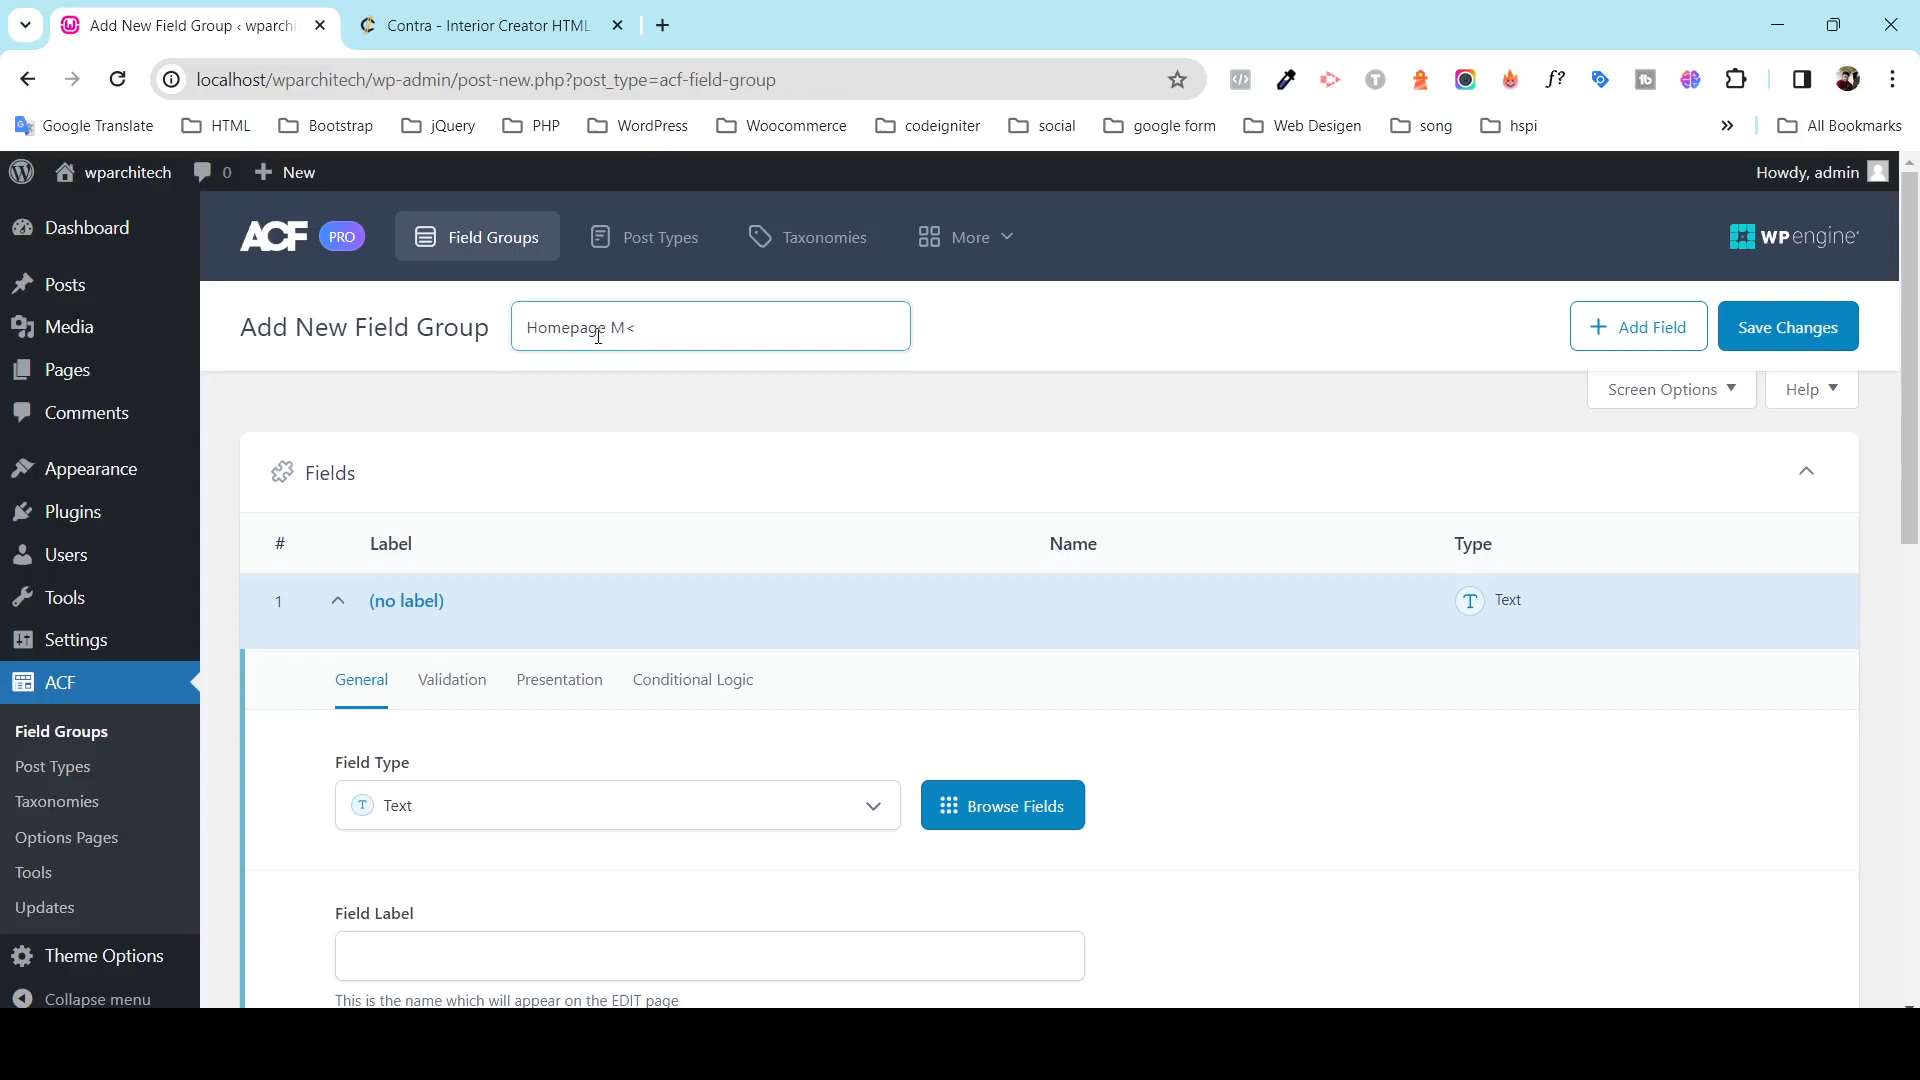 Add New Field Group ‹ wparchi
Contra - Interior Creator HTML
localhost/wparchitech/wp-admin/post-new.php?post_type=acf-field-group
Google Translate
HTML
Bootstrap
jQuery
PHP
WordPress
Woocommerce
codeigniter
social
google form
Web Desigen
song
hspi
All Bookmarks
wparchitech
0
New
Howdy, admin
Dashboard
Posts
Media
Pages
Comments
Appearance
Plugins
Users
Tools
Settings
ACF
Field Groups
Post Types
Taxonomies
Options Pages
Tools
Updates
Theme Options
Collapse menu
ACF PRO
Field Groups
Post Types
Taxonomies
More
WPengine
Add New Field Group
Homepage M<
+ Add Field
Save Changes
Screen Options
Help
Fields
# Label Name Type
1 (no label) T Text
General Validation Presentation Conditional Logic
Field Type
T Text
Browse Fields
Field Label
This is the name which will appear on the EDIT page